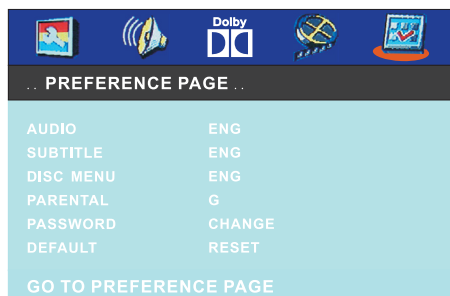 Dolby
.. PREFERENCE PAGE ..
AUDIO ENG
SUBTITLE ENG
DISC MENU ENG
PARENTAL G
PASSWORD CHANGE
DEFAULT RESET
GO TO PREFERENCE PAGE